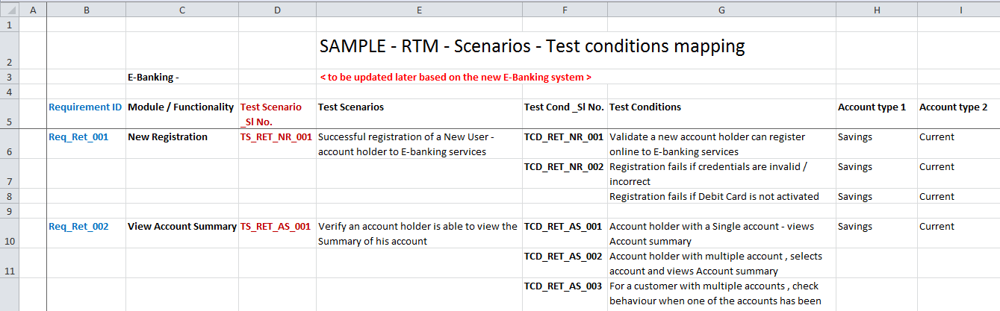 A B C D E F G H I
1
2 SAMPLE - RTM - Scenarios - Test conditions mapping
3 E-Banking - < to be updated later based on the new E-Banking system >
4
Requirement ID Module / Functionality Test Scenario Test Scenarios Test Cond _Sl No. Test Conditions Account type 1 Account type 2
5 _Sl No.
Req_Ret_001 New Registration TS_RET_NR_001 Successful registration of a New User - TCD_RET_NR_001 Validate a new account holder can register Savings Current
6 account holder to E-banking services online to E-banking services
TCD_RET_NR_002 Registration fails if credentials are invalid / Savings Current
7 incorrect
8 Registration fails if Debit Card is not activated Savings Current
9
Req_Ret_002 View Account Summary TS_RET_AS_001 Verify an account holder is able to view the TCD_RET_AS_001 Account holder with a Single account - views Savings Current
10 Summary of his account Account summary
TCD_RET_AS_002 Account holder with multiple account , selects
11 account and views Account summary
TCD_RET_AS_003 For a customer with multiple accounts , check
behaviour when one of the accounts has been